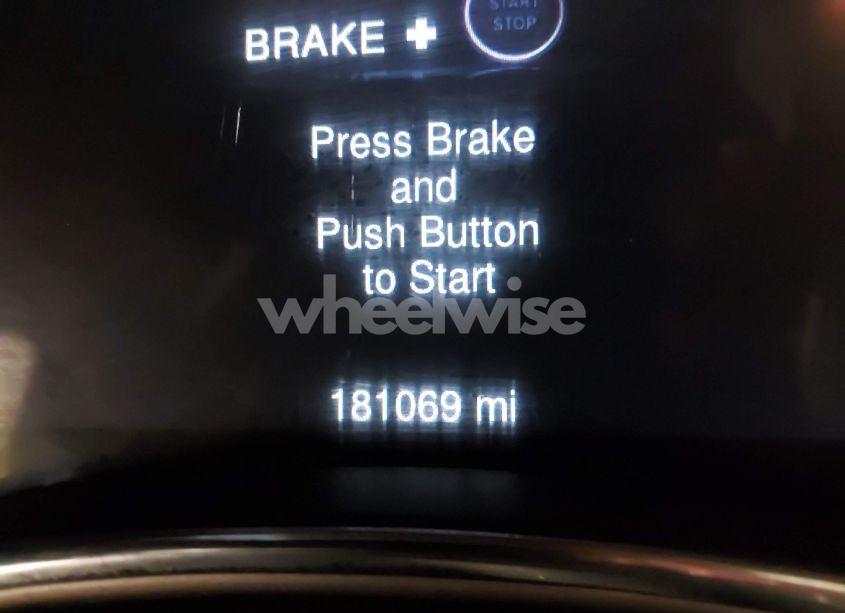 START
STOP
BRAKE +
Press Brake
and
Push Button
to Start
wheelwise
181069 mi